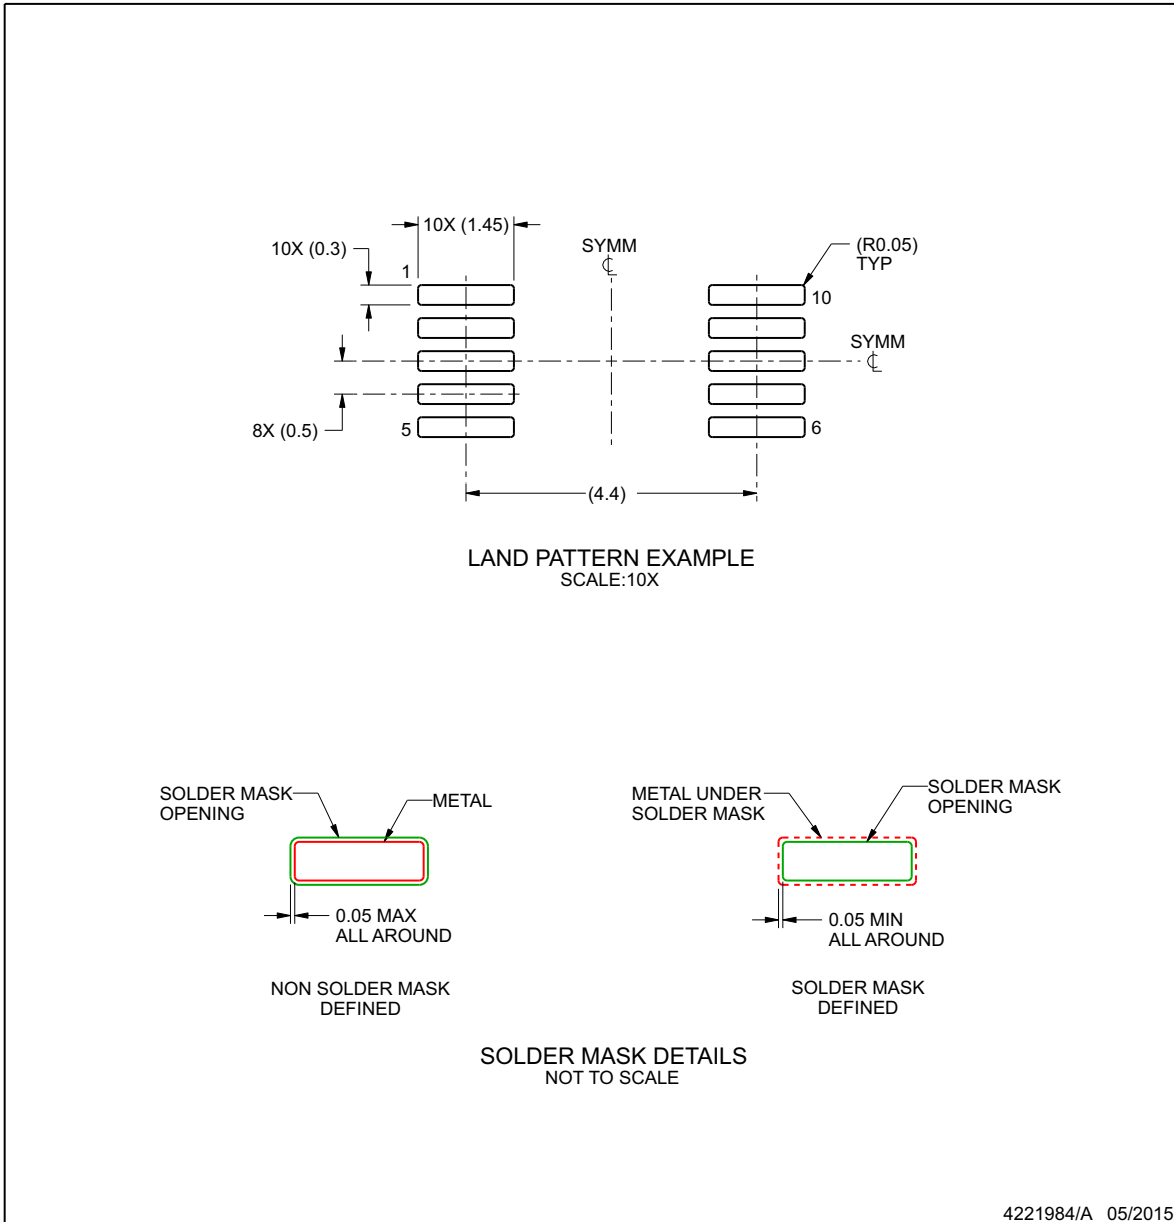 10X (1.45)
10X (0.3)
SYMM
(R0.05)
TYP
1
10
SYMM
8X (0.5)
5
6
(4.4)
LAND PATTERN EXAMPLE
SCALE:10X
SOLDER MASK
OPENING
METAL
METAL UNDER
SOLDER MASK
SOLDER MASK
OPENING
0.05 MAX
ALL AROUND
0.05 MIN
ALL AROUND
NON SOLDER MASK
DEFINED
SOLDER MASK
DEFINED
SOLDER MASK DETAILS
NOT TO SCALE
4221984/A 05/2015